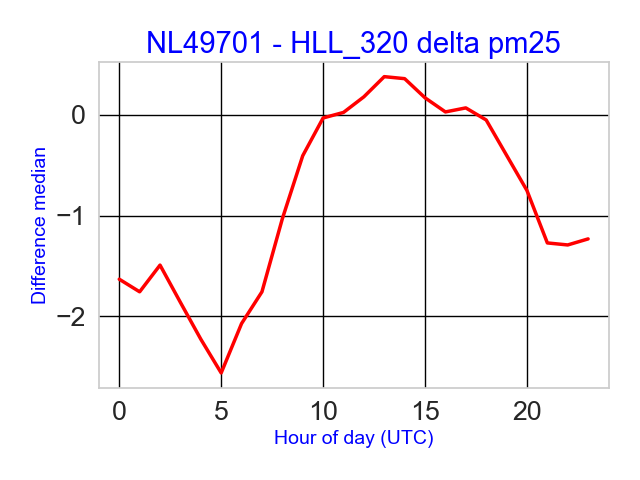 NL49701 - HLL_320 delta pm25
Difference median
0
−1
−2
0 5 10 15 20
Hour of day (UTC)